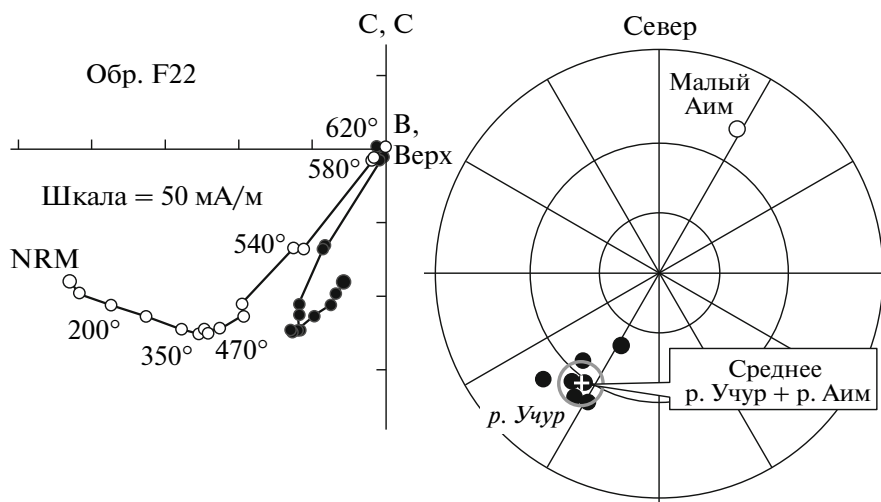 С, С
Обр. F22
620°
В,
Верх
580°
Шкала = 50 мА/м
540°
NRM
200°
350°
470°
Север
Малый
Аим
Среднее
р. Учур + р. Аим
р. Учур